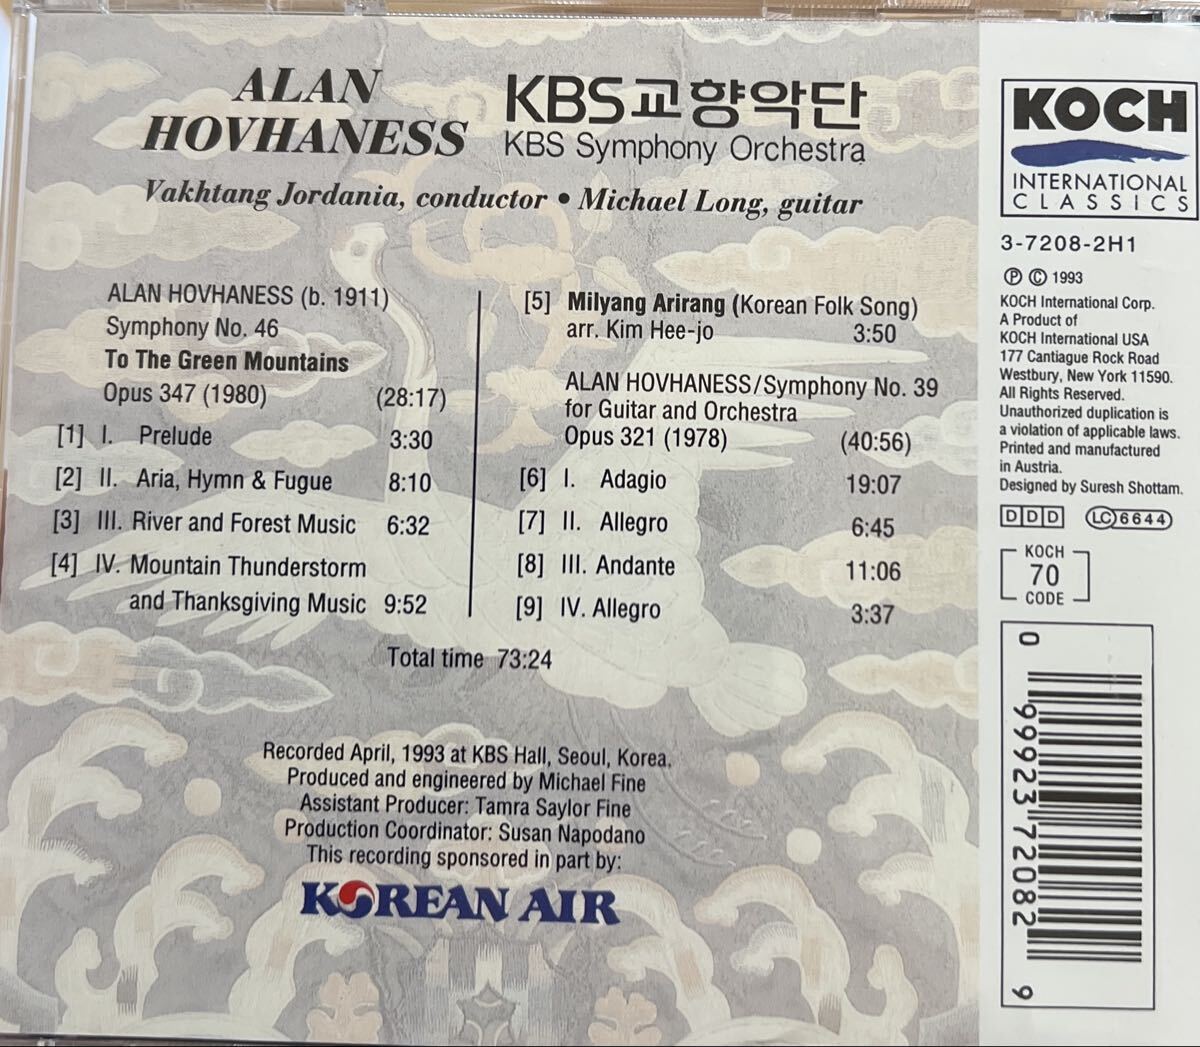 ALAN
HOVHANESS
KBS교향악단
KBS Symphony Orchestra
Vakhtang Jordania, conductor • Michael Long, guitar
ALAN HOVHANESS (b. 1911)
Symphony No. 46
To The Green Mountains
Opus 347 (1980) (28:17)
[1] I. Prelude 3:30
[2] II. Aria, Hymn & Fugue 8:10
[3] III. River and Forest Music 6:32
[4] IV. Mountain Thunderstorm
and Thanksgiving Music 9:52
[5] Milyang Arirang (Korean Folk Song)
arr. Kim Hee-jo 3:50
ALAN HOVHANESS/Symphony No. 39
for Guitar and Orchestra
Opus 321 (1978) (40:56)
[6] I. Adagio 19:07
[7] II. Allegro 6:45
[8] III. Andante 11:06
[9] IV. Allegro 3:37
Total time 73:24
Recorded April, 1993 at KBS Hall, Seoul, Korea.
Produced and engineered by Michael Fine
Assistant Producer: Tamra Saylor Fine
Production Coordinator: Susan Napodano
This recording sponsored in part by:
KOREAN AIR
KOCH
INTERNATIONAL
CLASSICS
3-7208-2H1
Ⓟ © 1993
KOCH International Corp.
A Product of
KOCH International USA
177 Cantiague Rock Road
Westbury, New York 11590.
All Rights Reserved.
Unauthorized duplication is
a violation of applicable laws.
Printed and manufactured
in Austria.
Designed by Suresh Shottam.
DDD LC 6644
KOCH
70
CODE
0 99923 72082 9